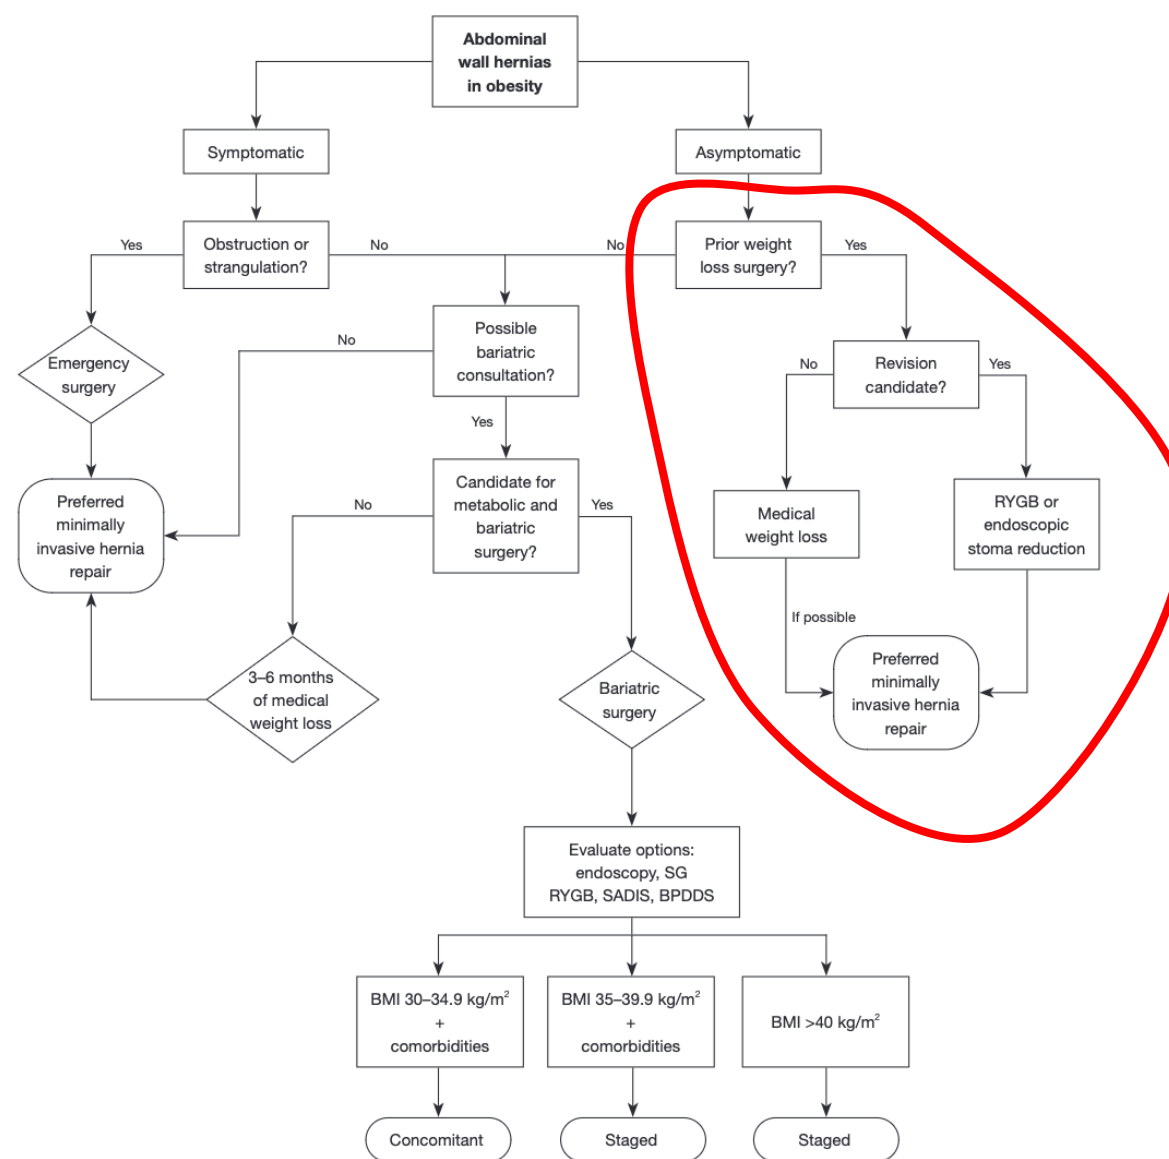 Abdominal
wall hernias
in obesity
Symptomatic
Asymptomatic
Yes
Obstruction or
strangulation?
No
No
Prior weight
loss surgery?
Yes
Possible
bariatric
consultation?
No
Yes
Revision
candidate?
No
Yes
Emergency
surgery
Preferred
minimally
invasive hernia
repair
Candidate for
metabolic and
bariatric
surgery?
No
Yes
Medical
weight loss
RYGB or
endoscopic
stoma reduction
If possible
Preferred
minimally
invasive hernia
repair
3–6 months
of medical
weight loss
Bariatric
surgery
Evaluate options:
endoscopy, SG
RYGB, SADIS, BPDDS
BMI 30–34.9 kg/m²
+
comorbidities
BMI 35–39.9 kg/m²
+
comorbidities
BMI >40 kg/m²
Concomitant
Staged
Staged